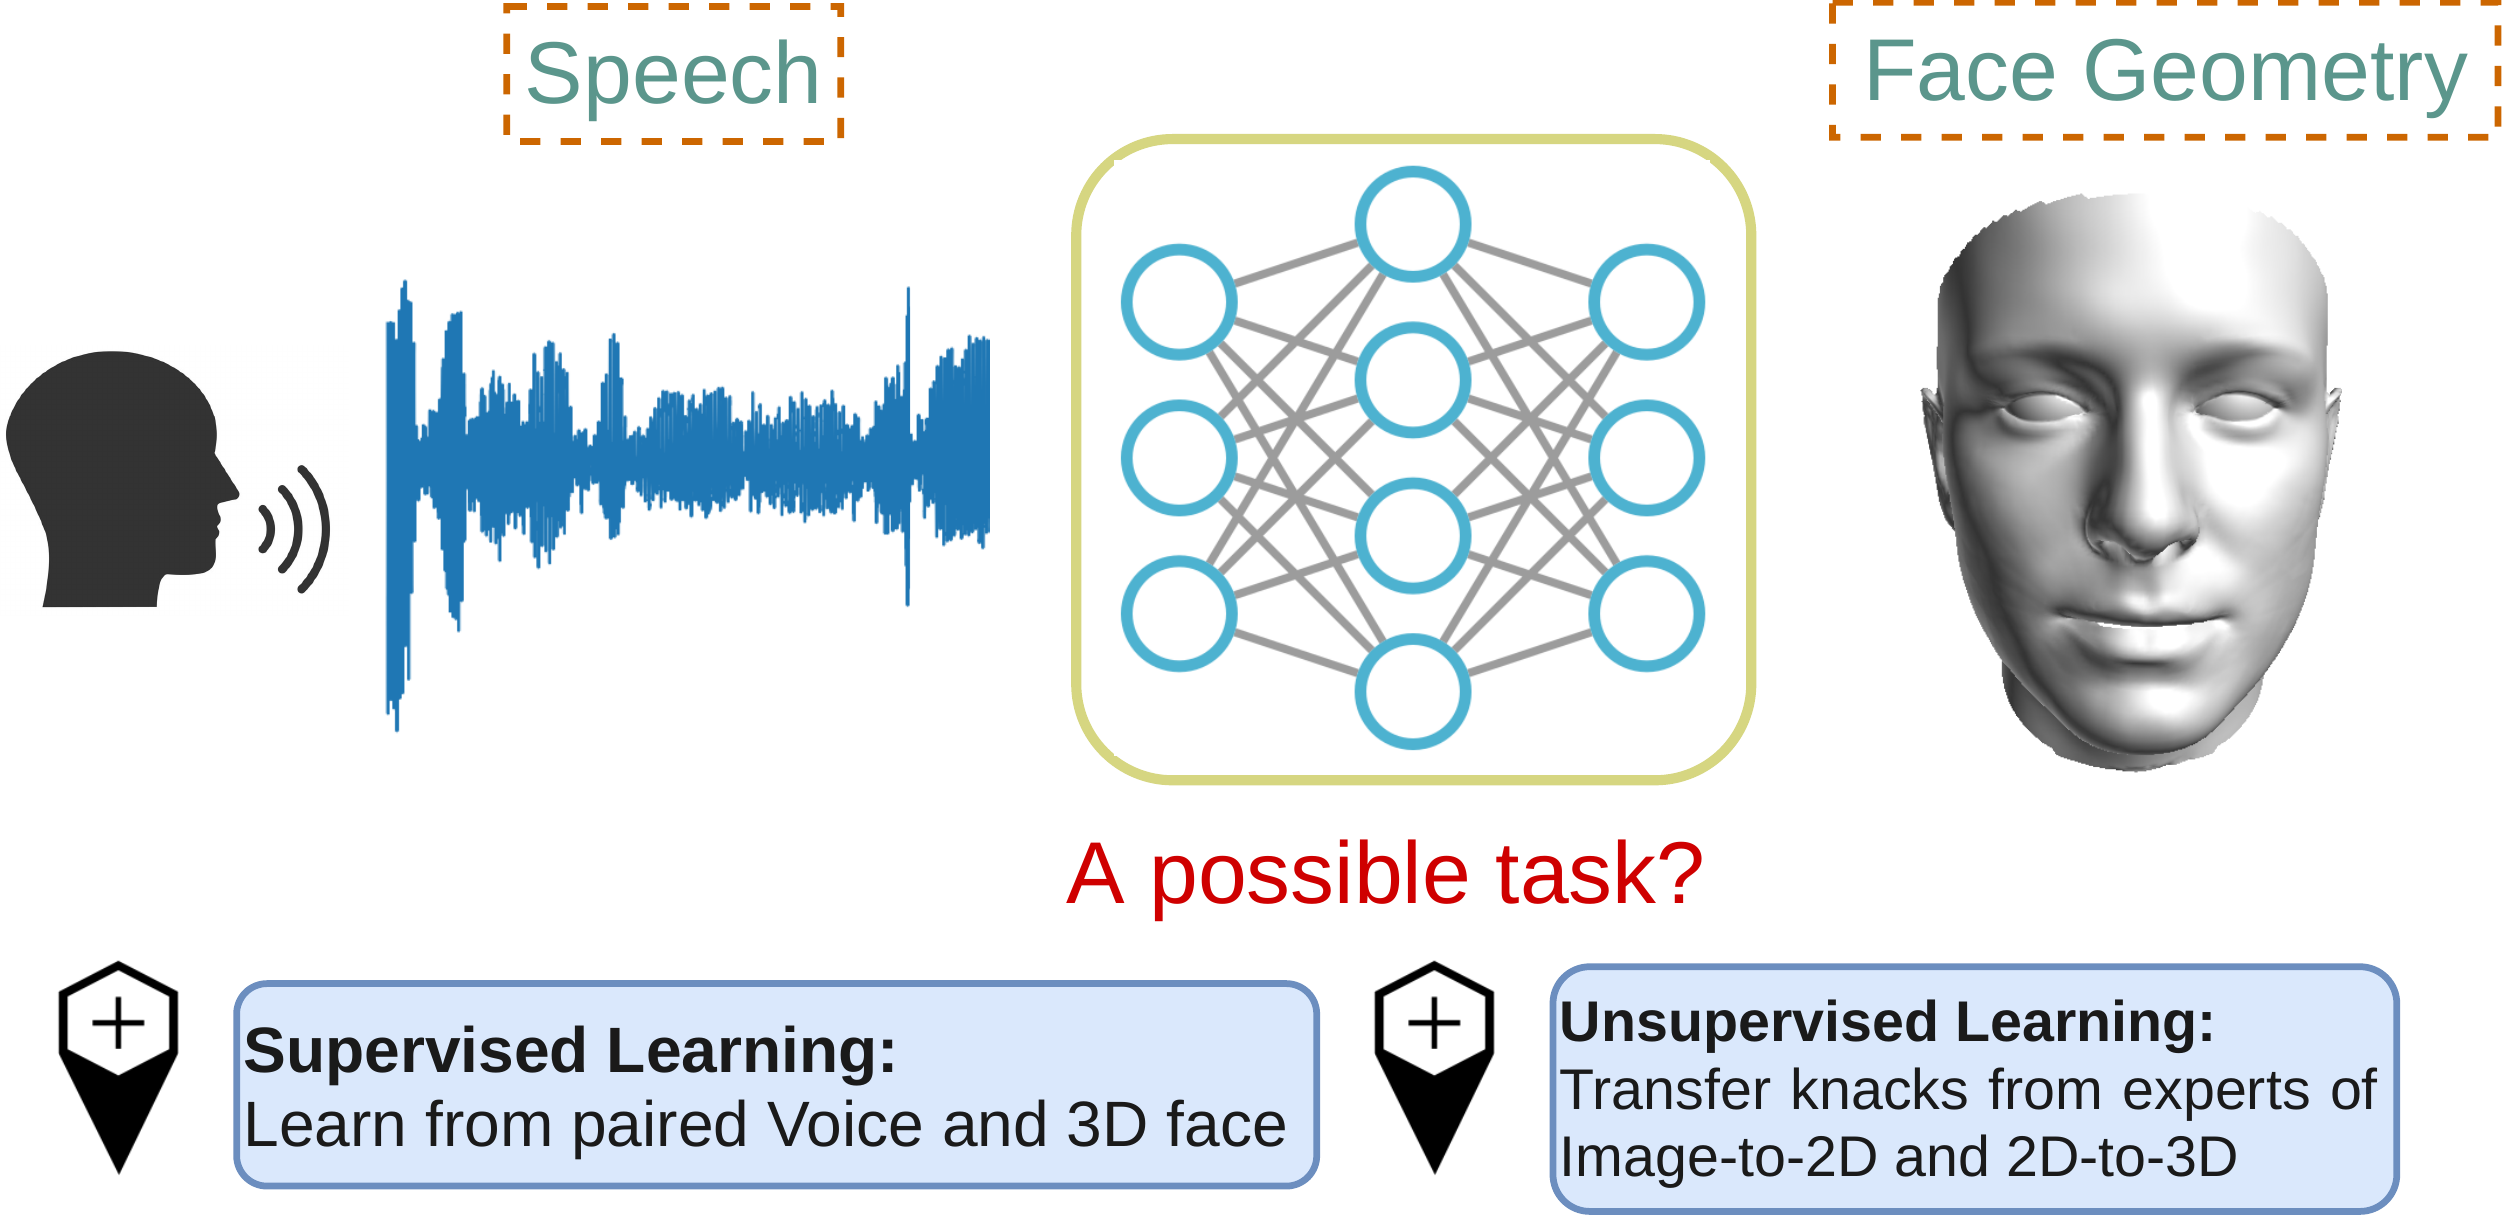 Speech
Face Geometry
A possible task?
Supervised Learning:
Learn from paired Voice and 3D face
Unsupervised Learning:
Transfer knacks from experts of
Image-to-2D and 2D-to-3D